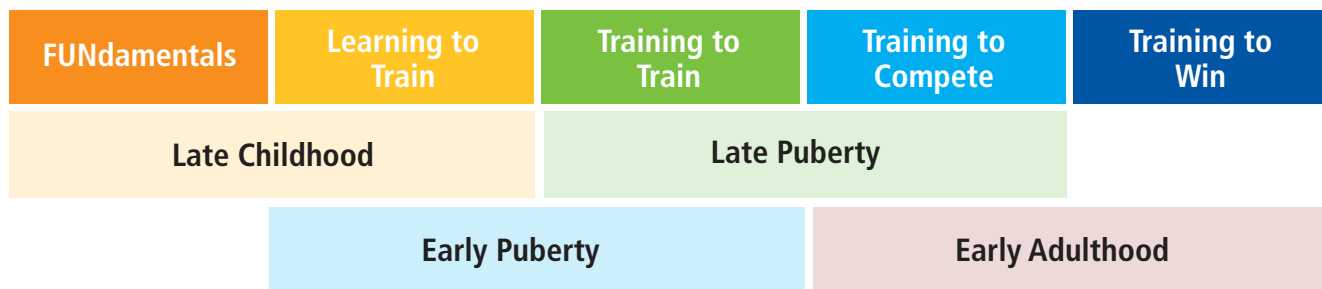 FUNdamentals
Learning to
Train
Training to
Train
Training to
Compete
Training to
Win
Late Childhood
Late Puberty
Early Puberty
Early Adulthood